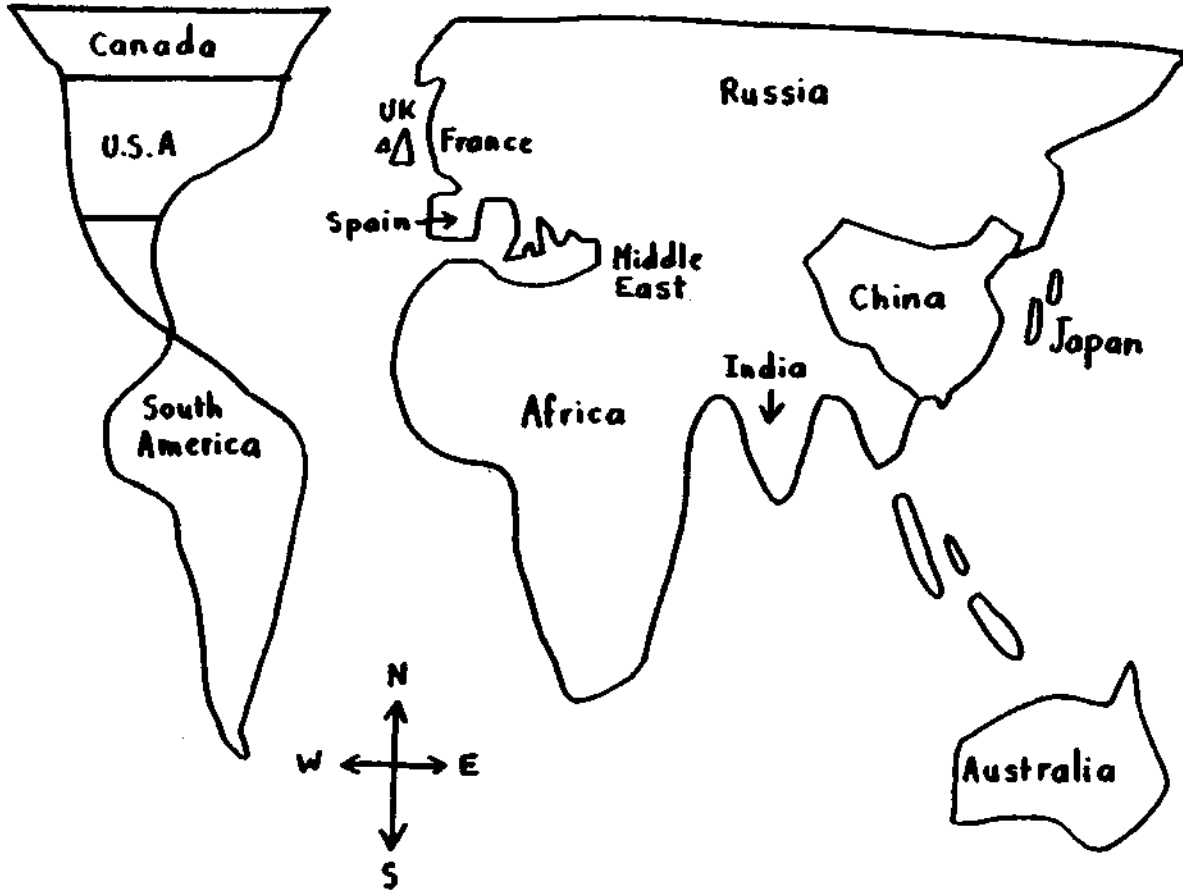 Canada
Russia
UK
U.S.A
France
Spain
Middle
East
China
Japan
India
South
America
Africa
N
W
E
S
Australia